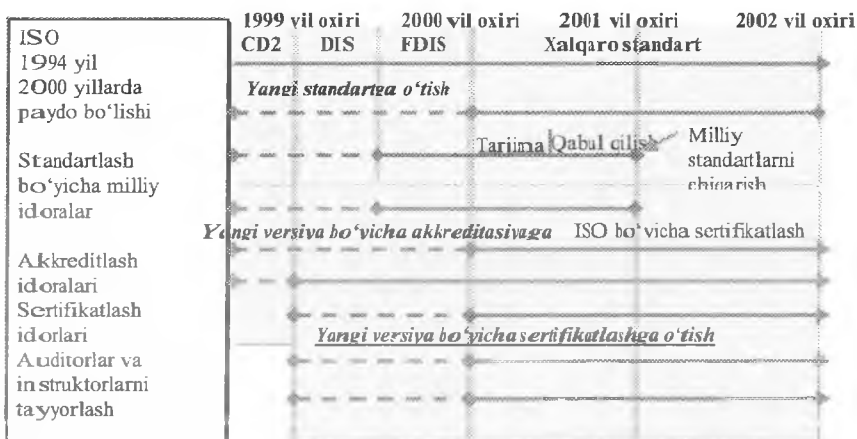 1999 yil oxiri 2000 yil oxiri 2001 yil oxiri 2002 yil oxiri
CD2 DIS FDIS Xalqaro standart
ISO
1994 yil
2000 yillarda
paydo bo‘lishi
Standartlash
bo‘yicha milliy
idoralar
Akkreditlash
idoralari
Sertifikatlash
idorlari
Auditorlar va
instruktorlarni
tayyorlash
Yangi standartga o‘tish
Tarjima Qabul qilish
Milliy
standartlarni
chiqarish
Yangi versiya bo‘yicha akkreditasiyaga
ISO bo‘yicha sertifikatlash
Yangi versiya bo‘yicha sertifikatlashga o‘tish